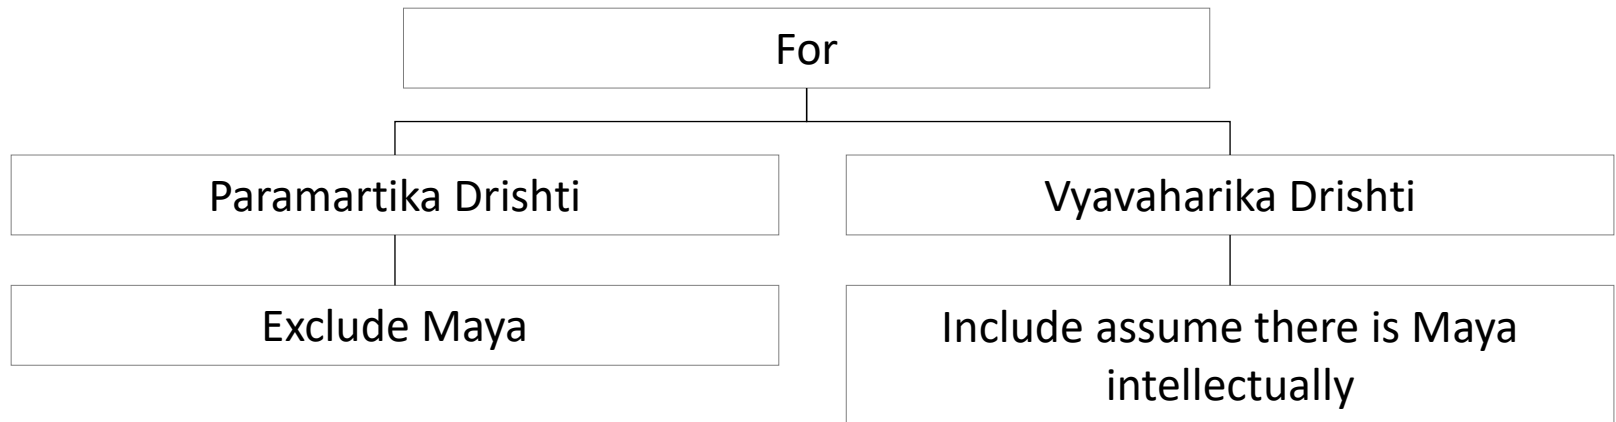 For
Paramartika Drishti
Vyavaharika Drishti
Exclude Maya
Include assume there is Maya
intellectually